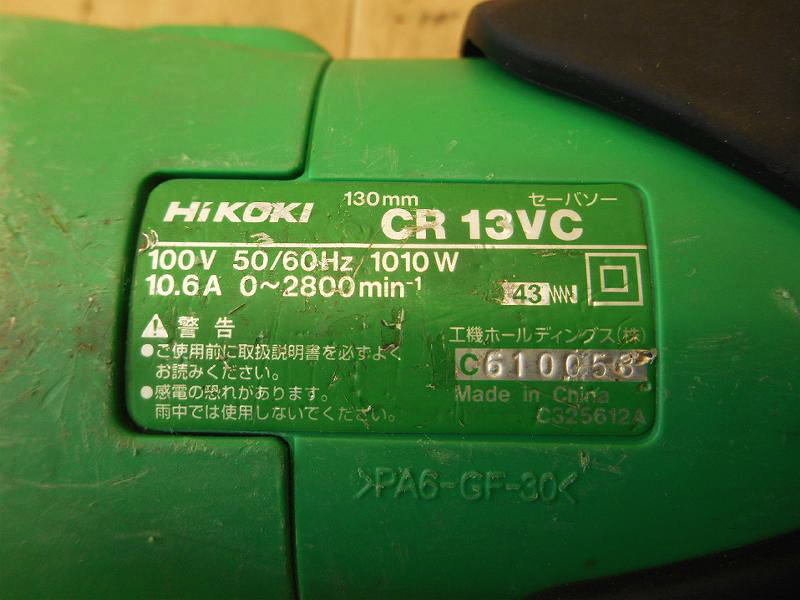 HiKOKI 130mm CR 13VC セーバソー
100V 50/60Hz 1010W
10.6A 0~2800min-1 43
警告
●ご使用前に取扱説明書を必ずよく
お読みください。
●感電の恐れがあります。
雨中では使用しないでください。
工機ホールディングス(株)
C610053
Made in China
C325612A
>PA6-GF-30<